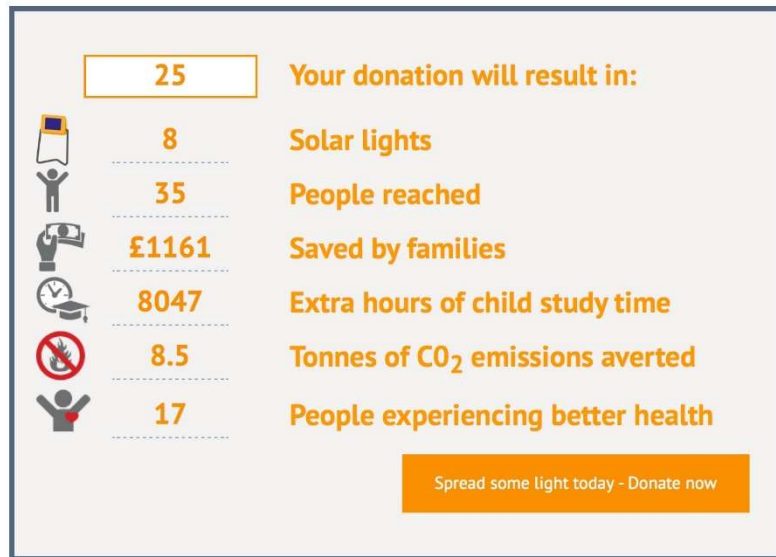 25 Your donation will result in:
8 Solar lights
35 People reached
£1161 Saved by families
8047 Extra hours of child study time
8.5 Tonnes of C0₂ emissions averted
17 People experiencing better health
Spread some light today - Donate now